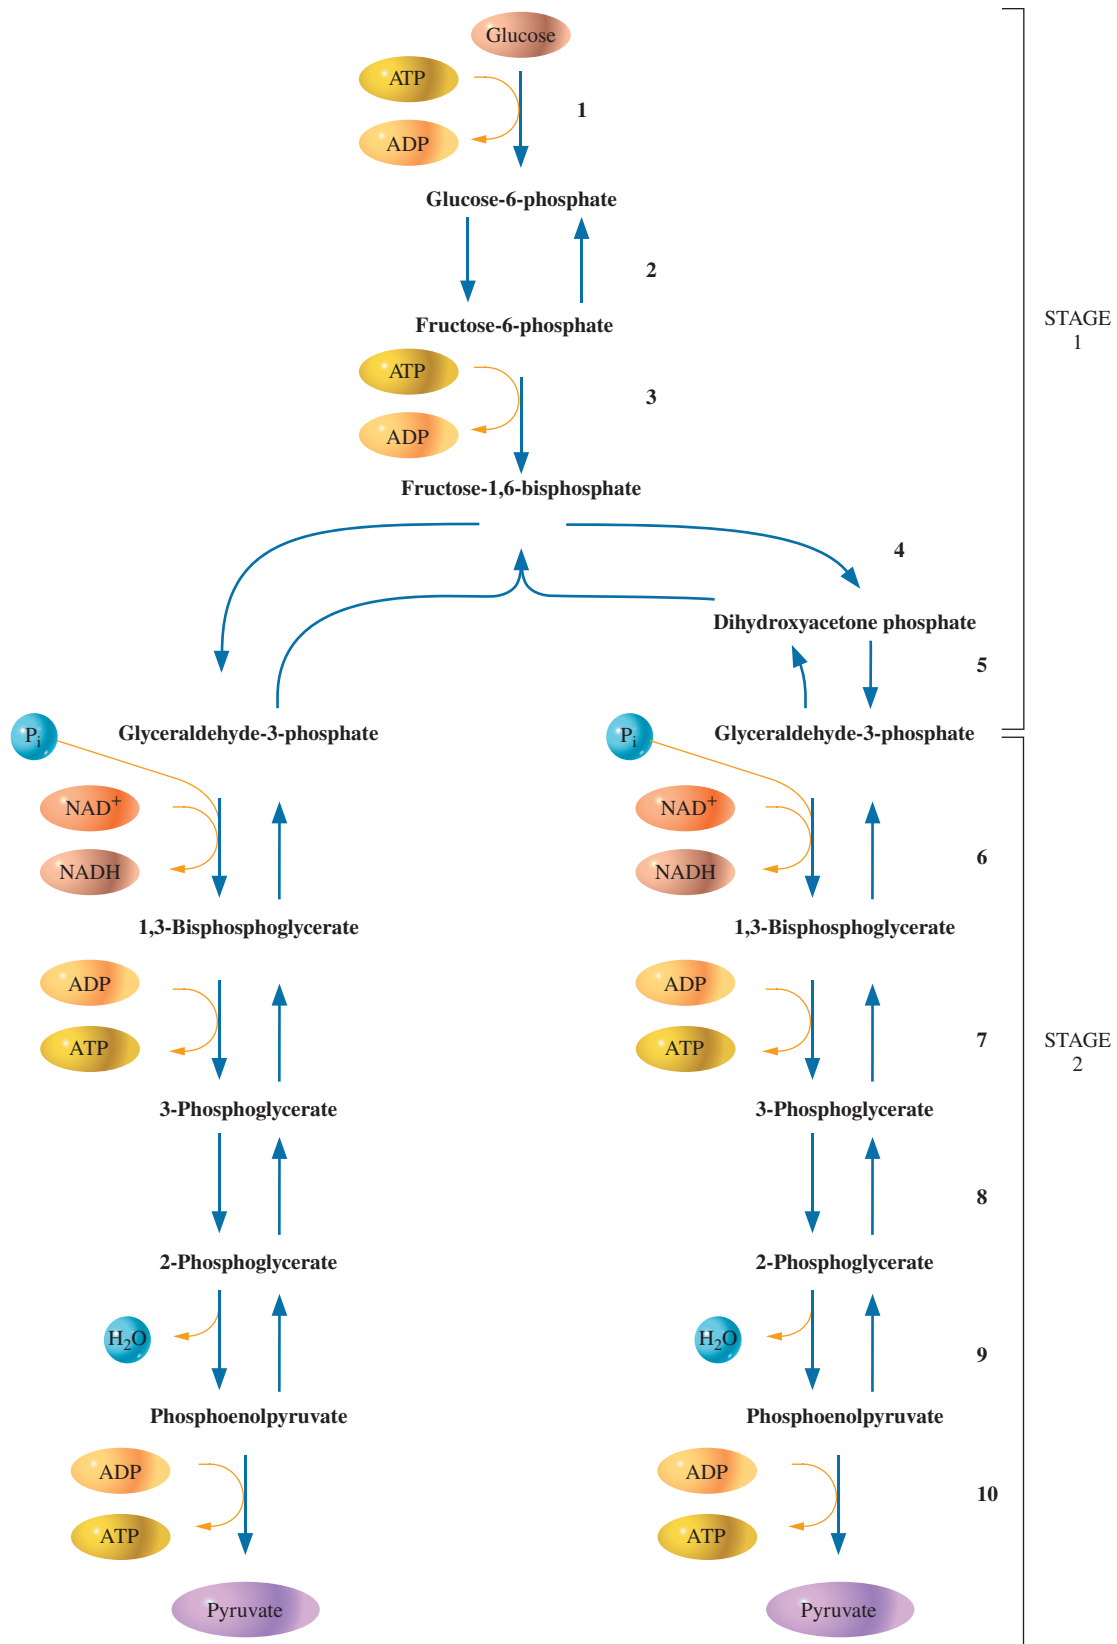 Glucose
ATP
1
ADP
Glucose-6-phosphate
2
Fructose-6-phosphate
STAGE
1
ATP
3
ADP
Fructose-1,6-bisphosphate
4
Dihydroxyacetone phosphate
5
Pi Glyceraldehyde-3-phosphate Pi Glyceraldehyde-3-phosphate
NAD+ NAD+
6
NADH NADH
1,3-Bisphosphoglycerate 1,3-Bisphosphoglycerate
ADP ADP
7 STAGE
2
ATP ATP
3-Phosphoglycerate 3-Phosphoglycerate
8
2-Phosphoglycerate 2-Phosphoglycerate
H2O H2O
9
Phosphoenolpyruvate Phosphoenolpyruvate
ADP ADP
10
ATP ATP
Pyruvate Pyruvate